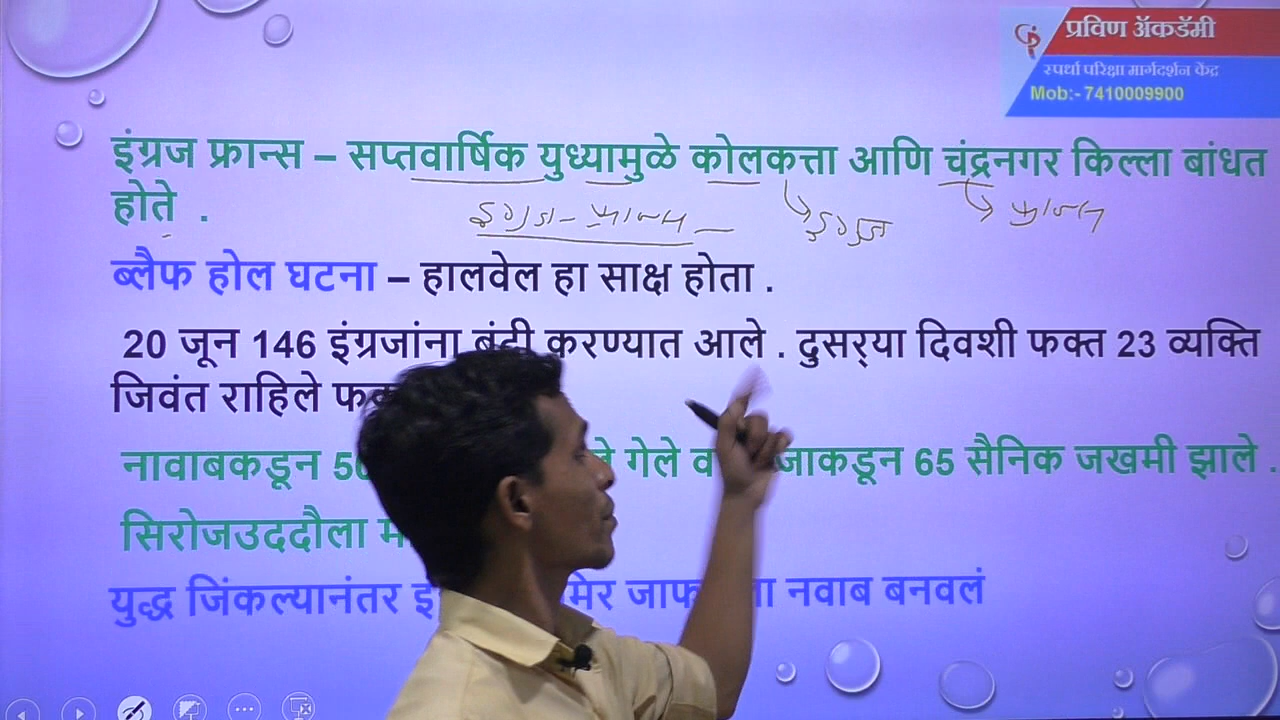 प्रविण ॲकडॅमी
स्पर्धा परिक्षा मार्गदर्शन केंद्र
Mob:- 7410009900
इंग्रज फ्रान्स – सप्तवार्षिक युध्यामुळे कोलकत्ता आणि चंद्रनगर किल्ला बांधत
होते .
इंग्रज - फ्रान्स –
इंग्रज
फ्रान्स
ब्लैफ होल घटना – हालवेल हा साक्ष होता .
20 जून 146 इंग्रजांना बंदी करण्यात आले . दुसऱ्या दिवशी फक्त 23 व्यक्ति
जिवंत राहिले
नावाबकडून गेले व 65 सैनिक जखमी झाले .
सिरोजउददौला
युद्ध जिंकल्यानंतर नवाब बनवलं